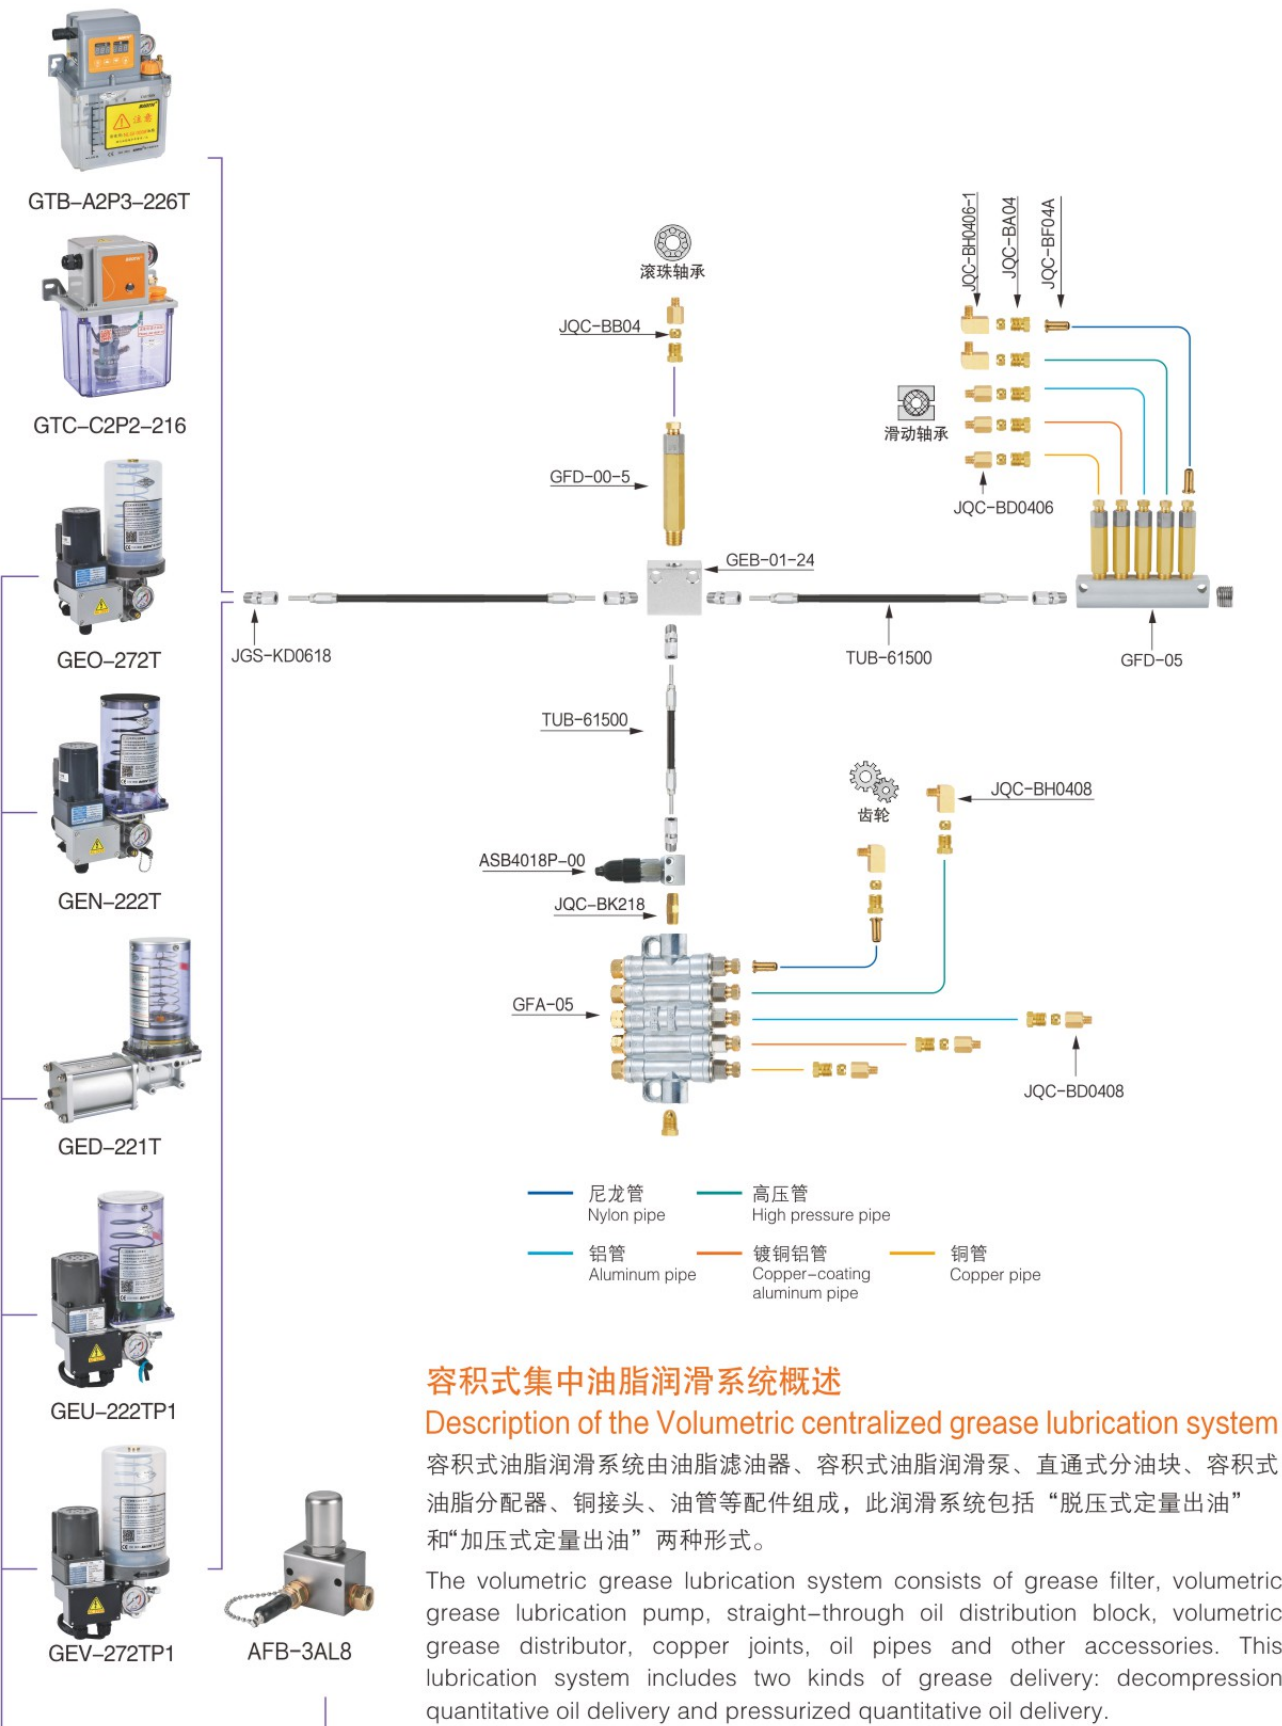 注意
GTB-A2P3-226T
GTC-C2P2-216
GEO-272T
GEN-222T
GED-221T
GEU-222TP1
GEV-272TP1
AFB-3AL8
JGS-KD0618
滚珠轴承
JQC-BB04
GFD-00-5
GEB-01-24
TUB-61500
ASB4018P-00
JQC-BK218
GFA-05
JQC-BH0406-1
JQC-BA04
JQC-BF04A
滑动轴承
JQC-BD0406
TUB-61500
GFD-05
齿轮
JQC-BH0408
JQC-BD0408
尼龙管
Nylon pipe
高压管
High pressure pipe
铝管
Aluminum pipe
镀铜铝管
Copper-coating
aluminum pipe
铜管
Copper pipe
容积式集中油脂润滑系统概述
Description of the Volumetric centralized grease lubrication system
容积式油脂润滑系统由油脂滤油器、容积式油脂润滑泵、直通式分油块、容积式
油脂分配器、铜接头、油管等配件组成，此润滑系统包括“脱压式定量出油”
和“加压式定量出油”两种形式。
The volumetric grease lubrication system consists of grease filter, volumetric
grease lubrication pump, straight-through oil distribution block, volumetric
grease distributor, copper joints, oil pipes and other accessories. This
lubrication system includes two kinds of grease delivery: decompression
quantitative oil delivery and pressurized quantitative oil delivery.